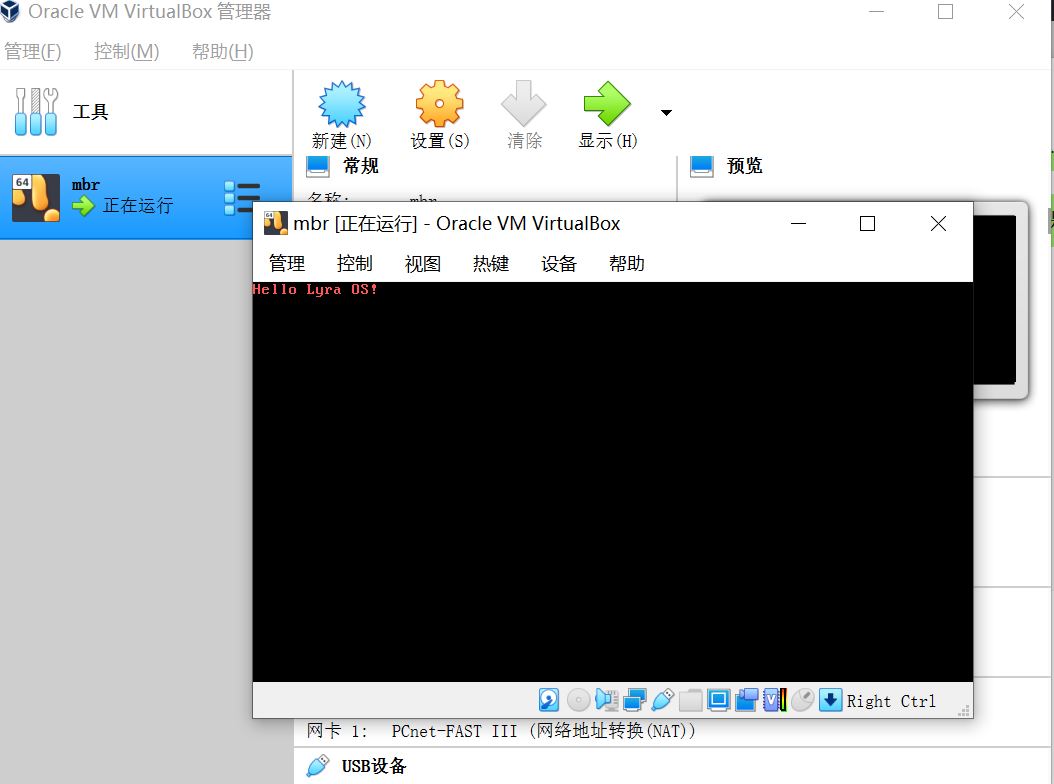 Oracle VM VirtualBox 管理器
管理(F) 控制(M) 帮助(H)
工具
新建(N) 设置(S) 清除 显示(H)
常规 预览
64 mbr
正在运行
名称: mbr
64 mbr [正在运行] - Oracle VM VirtualBox
管理 控制 视图 热键 设备 帮助
Hello Lyra OS!
Right Ctrl
网卡 1: PCnet-FAST III (网络地址转换(NAT))
USB设备